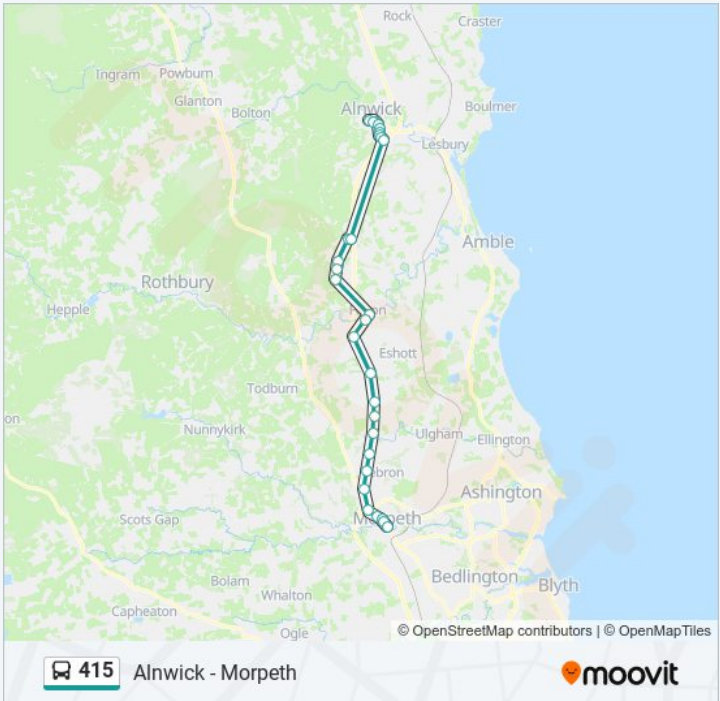 Rock
Craster
Ingram
Powburn
Glanton
Bolton
Alnwick
Boulmer
Lesbury
Amble
Rothbury
Hepple
Eshott
Todburn
on
Nunnykirk
Ulgham
Ellington
Ashington
Scots Gap
Morpeth
Bedlington
Blyth
Bolam
Whalton
Capheaton
Ogle
© OpenStreetMap contributors | © OpenMapTiles
415 Alnwick - Morpeth
moovit